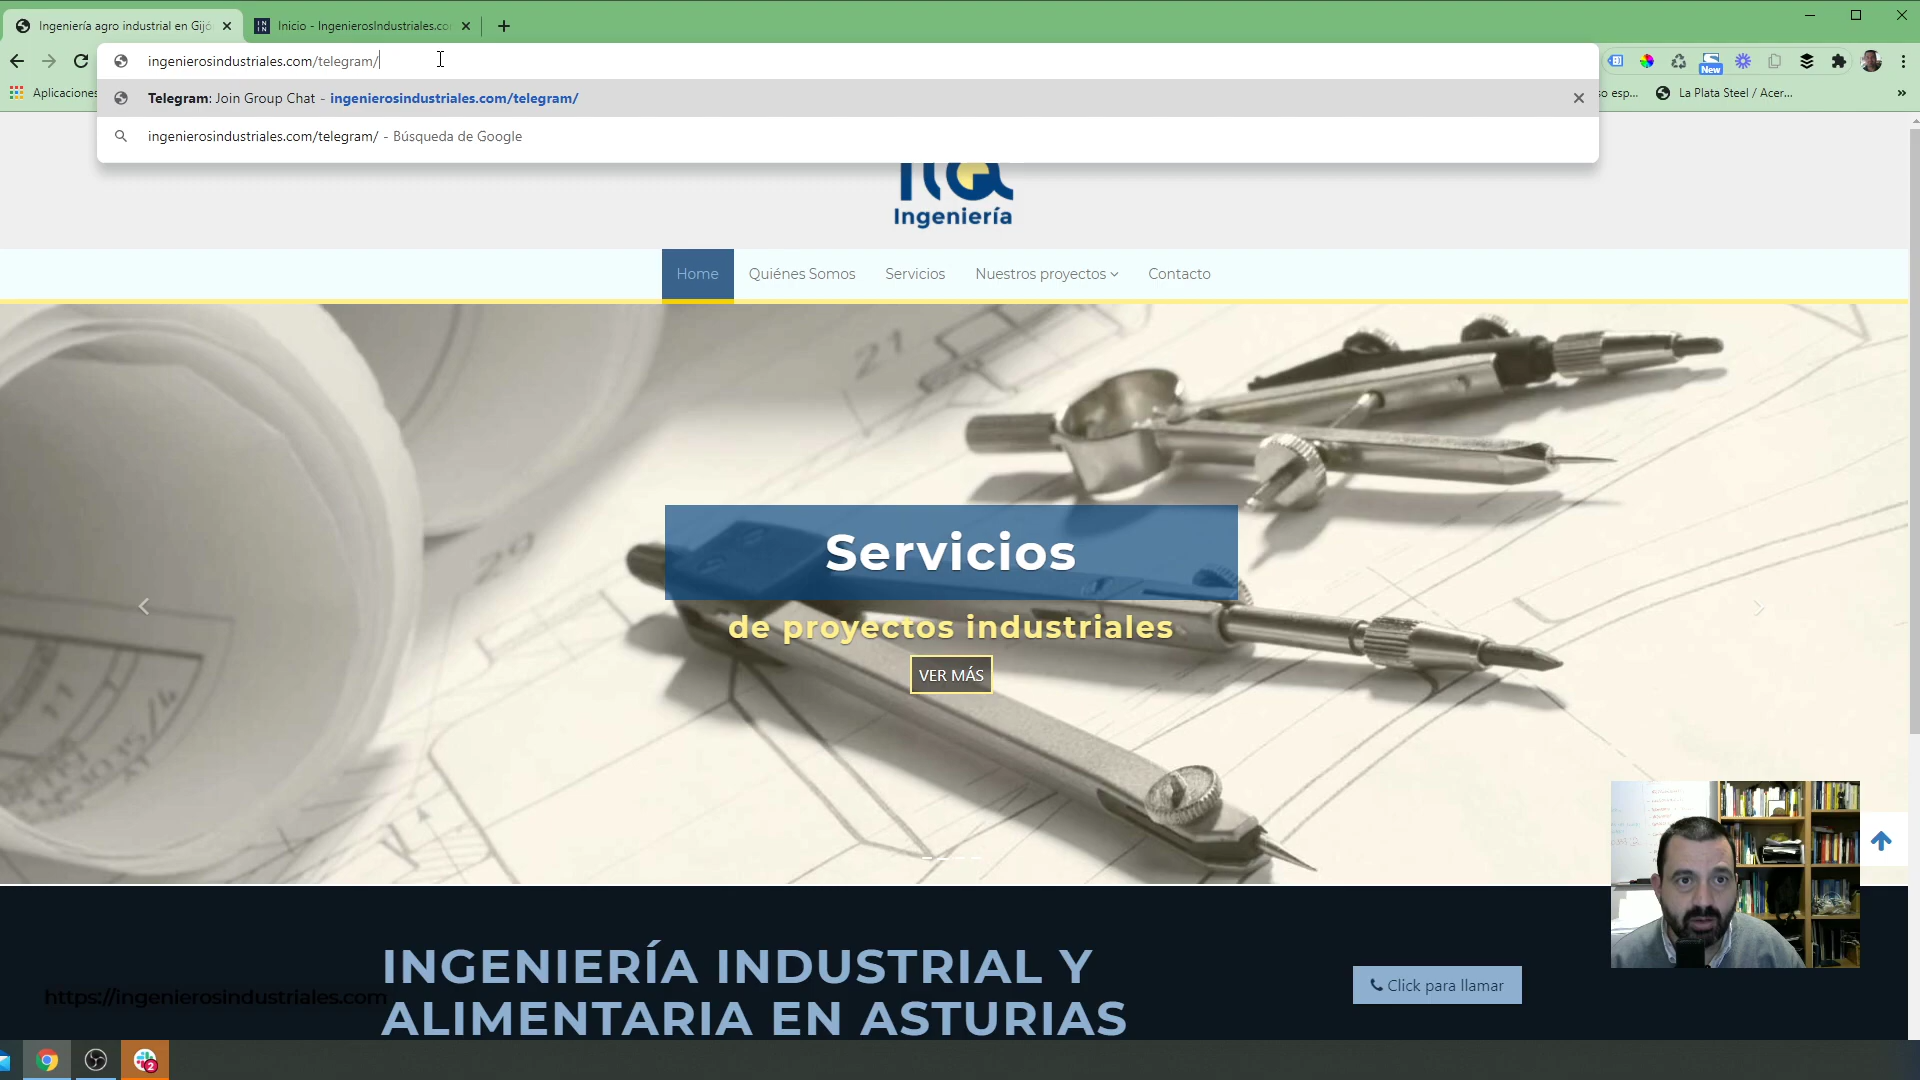 Ingeniería agro industrial en Gijó
Inicio - IngenierosIndustriales.co
ingenierosindustriales.com/telegram/
Telegram: Join Group Chat - ingenierosindustriales.com/telegram/
ingenierosindustriales.com/telegram/ - Búsqueda de Google
New
Aplicaciones
so esp...
La Plata Steel / Acer...
»
Ingeniería
Home
Quiénes Somos
Servicios
Nuestros proyectos
Contacto
Servicios
de proyectos industriales
VER MÁS
INGENIERÍA INDUSTRIAL Y
ALIMENTARIA EN ASTURIAS
Click para llamar
https://ingenierosindustriales.com
2